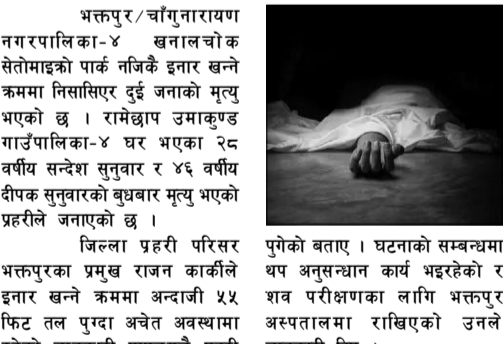 भक्तपुर/चाँगुनारायण
नगरपालिका-४ खनालचोक
सेतोमाइक्रो पार्क नजिकै इनार खन्ने
क्रममा निसासिएर दुई जनाको मृत्यु
भएको छ । रामेछाप उमाकुण्ड
गाउँपालिका-४ घर भएका २८
वर्षीय सन्देश सुनुवार र ४६ वर्षीय
दीपक सुनुवारको बुधबार मृत्यु भएको
प्रहरीले जनाएको छ ।
जिल्ला प्रहरी परिसर
भक्तपुरका प्रमुख राजन कार्कीले
इनार खन्ने क्रममा अन्दाजी ५५
फिट तल पुग्दा अचेत अवस्थामा
पुगेको बताए । घटनाको सम्बन्धमा
थप अनुसन्धान कार्य भइरहेको र
शव परीक्षणका लागि भक्तपुर
अस्पतालमा राखिएको उनले